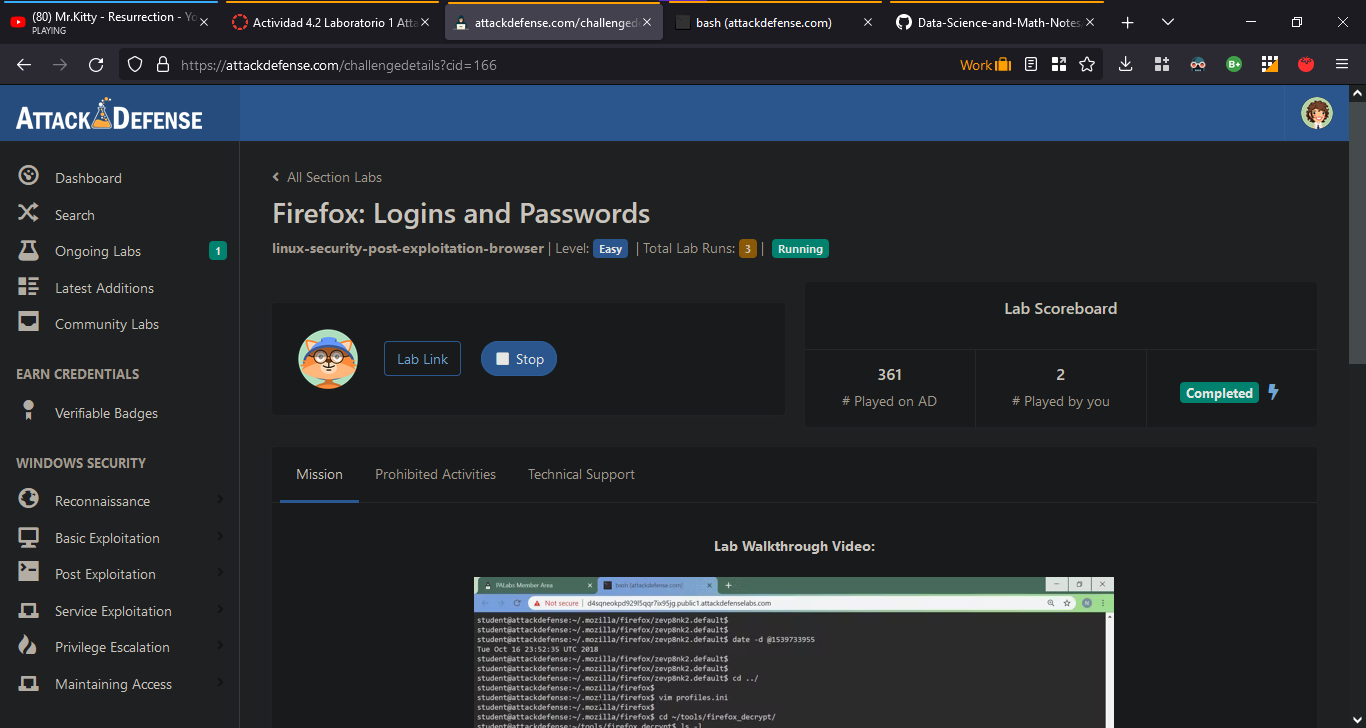 (80) Mr.Kitty - Resurrection - Yo
PLAYING
Actividad 4.2 Laboratorio 1 Atta
attackdefense.com/challenged
bash (attackdefense.com)
Data-Science-and-Math-Notes
https://attackdefense.com/challengedetails?cid=166
Work
B+
ATTACK DEFENSE
Dashboard
Search
Ongoing Labs
1
Latest Additions
Community Labs
EARN CREDENTIALS
Verifiable Badges
WINDOWS SECURITY
Reconnaissance
Basic Exploitation
Post Exploitation
Service Exploitation
Privilege Escalation
Maintaining Access
All Section Labs
Firefox: Logins and Passwords
linux-security-post-exploitation-browser | Level: Easy | Total Lab Runs: 3 | Running
Lab Link
Stop
Lab Scoreboard
361
# Played on AD
2
# Played by you
Completed
Mission
Prohibited Activities
Technical Support
Lab Walkthrough Video:
PALabs Member Area
bash (attackdefense.com)
Not secure | d4sqneokpd929l5qqr7ix95jg.public1.attackdefenselabs.com
student@attackdefense:~/.mozilla/firefox/zevp8nk2.default$
student@attackdefense:~/.mozilla/firefox/zevp8nk2.default$
student@attackdefense:~/.mozilla/firefox/zevp8nk2.default$ date -d @1539733955
Tue Oct 16 23:52:35 UTC 2018
student@attackdefense:~/.mozilla/firefox/zevp8nk2.default$
student@attackdefense:~/.mozilla/firefox/zevp8nk2.default$
student@attackdefense:~/.mozilla/firefox/zevp8nk2.default$ cd ../
student@attackdefense:~/.mozilla/firefox$
student@attackdefense:~/.mozilla/firefox$ vim profiles.ini
student@attackdefense:~/.mozilla/firefox$
student@attackdefense:~/.mozilla/firefox$ cd ~/tools/firefox_decrypt/
student@attackdefense:~/tools/firefox_decrypt$ ls -l